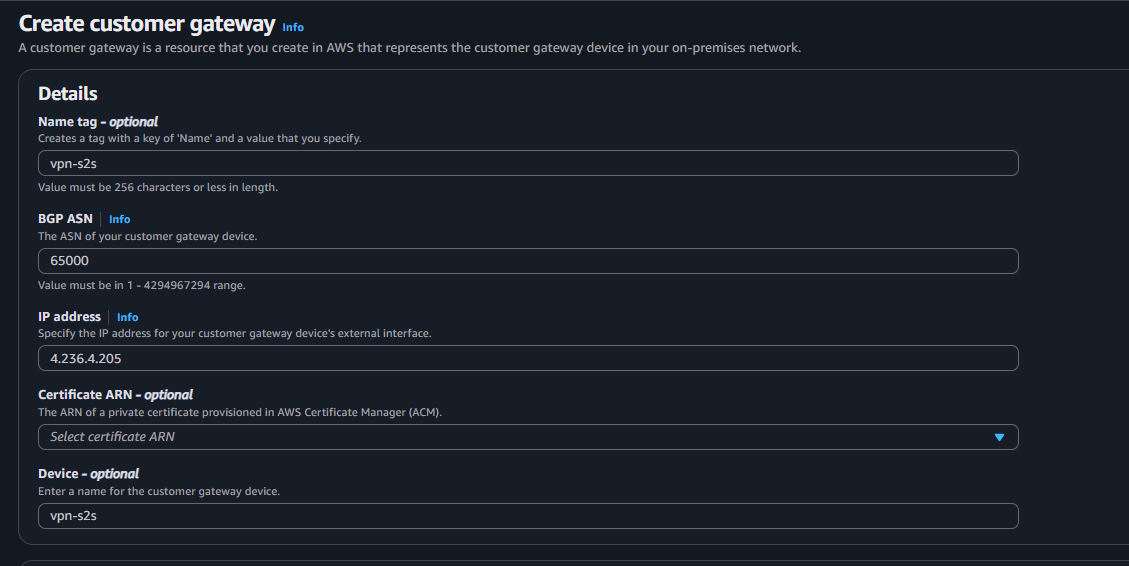 Create customer gateway Info
A customer gateway is a resource that you create in AWS that represents the customer gateway device in your on-premises network.
Details
Name tag - optional
Creates a tag with a key of 'Name' and a value that you specify.
vpn-s2s
Value must be 256 characters or less in length.
BGP ASN Info
The ASN of your customer gateway device.
65000
Value must be in 1 - 4294967294 range.
IP address Info
Specify the IP address for your customer gateway device's external interface.
4.236.4.205
Certificate ARN - optional
The ARN of a private certificate provisioned in AWS Certificate Manager (ACM).
Select certificate ARN
Device - optional
Enter a name for the customer gateway device.
vpn-s2s